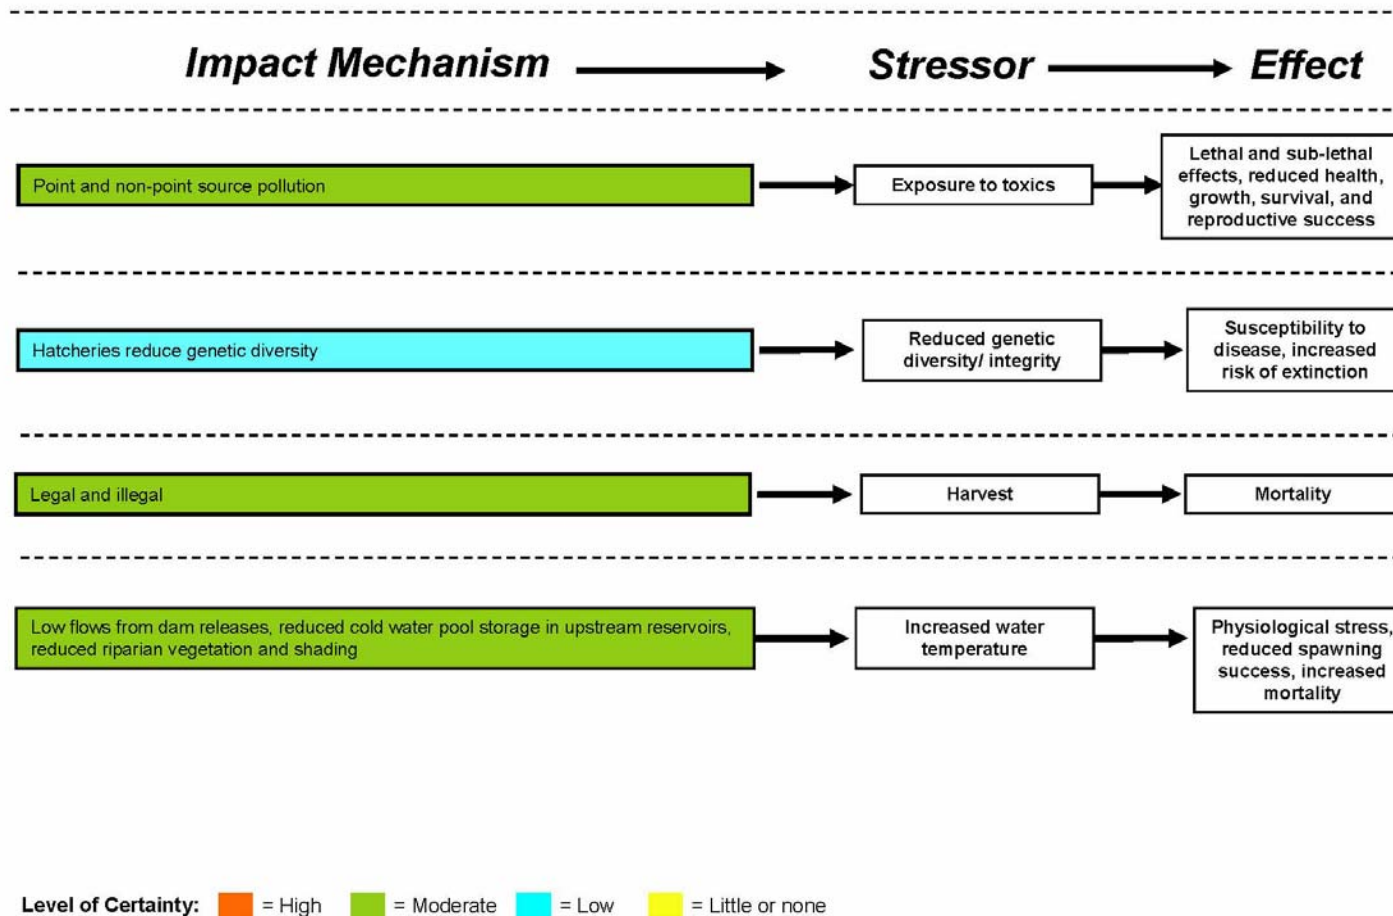 Impact Mechanism Stressor Effect
Point and non-point source pollution
Exposure to toxics
Lethal and sub-lethal
effects, reduced health,
growth, survival, and
reproductive success
Hatcheries reduce genetic diversity
Reduced genetic
diversity/ integrity
Susceptibility to
disease, increased
risk of extinction
Legal and illegal
Harvest
Mortality
Low flows from dam releases, reduced cold water pool storage in upstream reservoirs,
reduced riparian vegetation and shading
Increased water
temperature
Physiological stress,
reduced spawning
success, increased
mortality
Level of Certainty: = High = Moderate = Low = Little or none